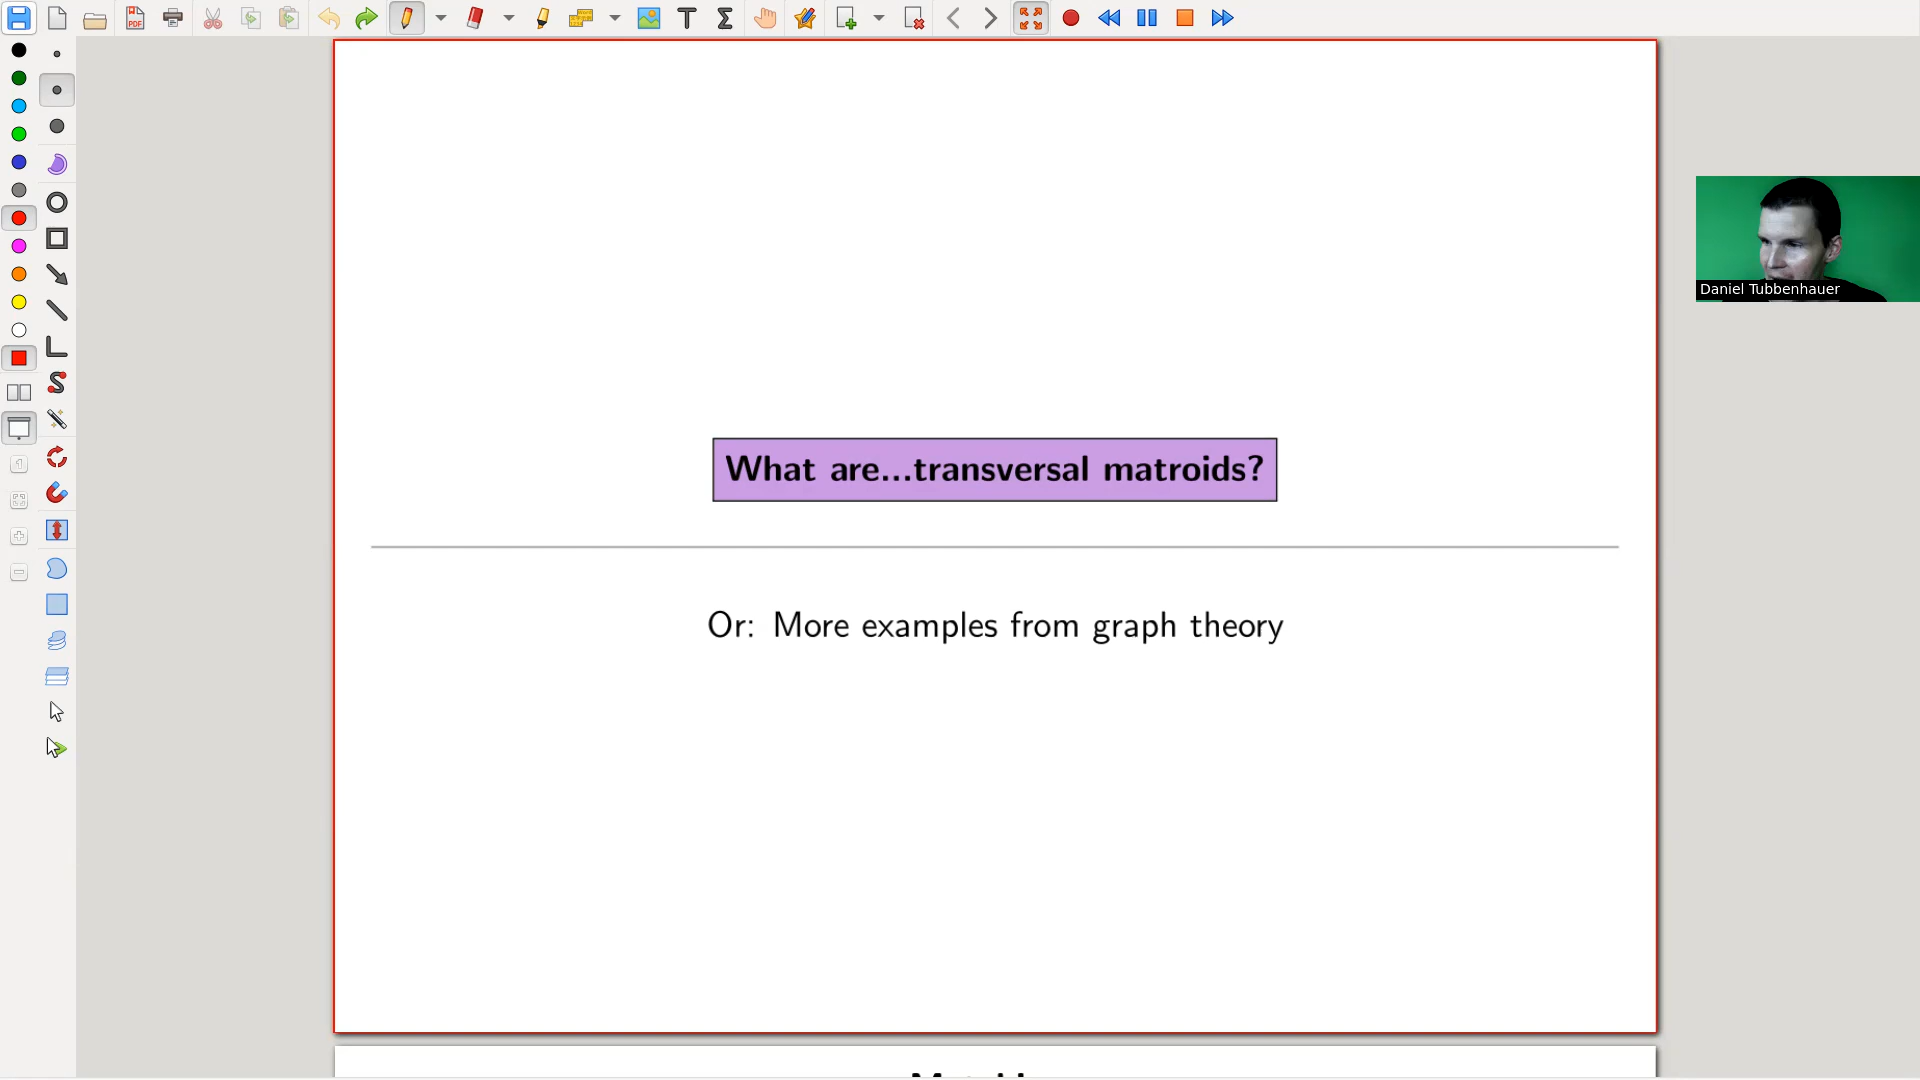 What are...transversal matroids?
Or: More examples from graph theory
Daniel Tubbenhauer